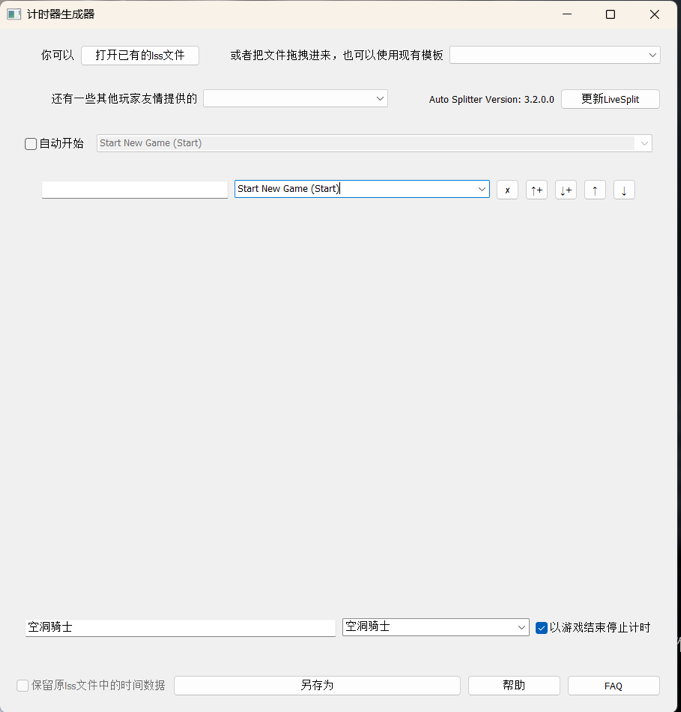 计时器生成器
你可以 打开已有的lss文件 或者把文件拖拽进来，也可以使用现有模板
还有一些其他玩家友情提供的 Auto Splitter Version: 3.2.0.0 更新LiveSplit
自动开始 Start New Game (Start)
Start New Game (Start) ✗ ↑+ ↓+ ↑ ↓
空洞骑士 空洞骑士 以游戏结束停止计时
保留原lss文件中的时间数据 另存为 帮助 FAQ